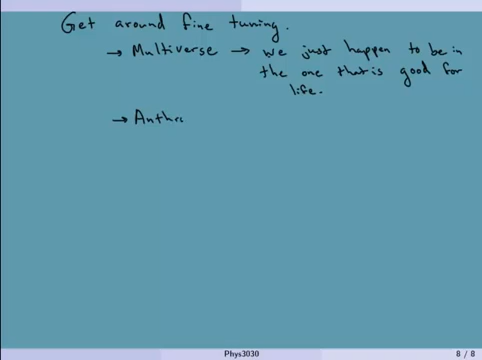 Get around fine tuning.
→ Multiverse → we just happen to be in
the one that is good for
life.
→ Anthr
Phys3030
8 / 8